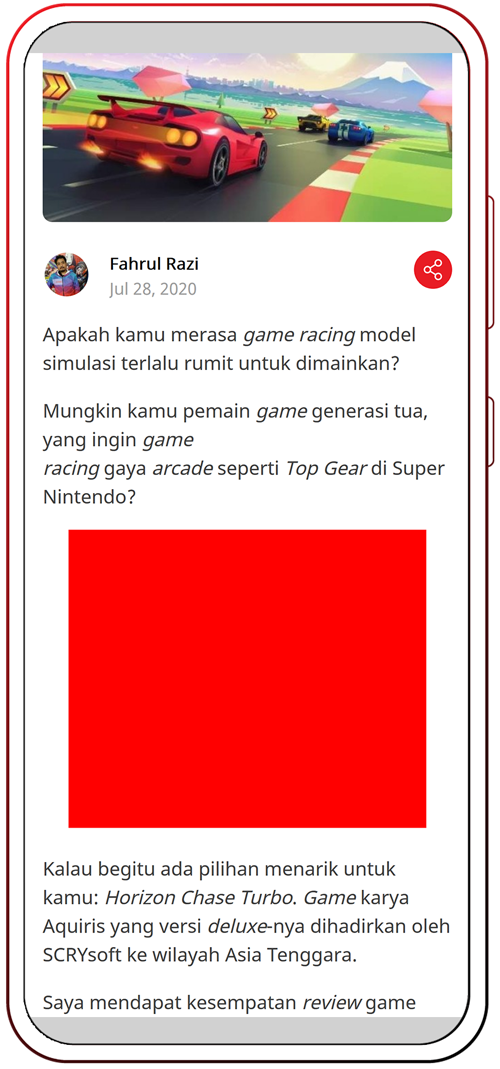 Fahrul Razi
Jul 28, 2020
Apakah kamu merasa game racing model
simulasi terlalu rumit untuk dimainkan?
Mungkin kamu pemain game generasi tua,
yang ingin game
racing gaya arcade seperti Top Gear di Super
Nintendo?
Kalau begitu ada pilihan menarik untuk
kamu: Horizon Chase Turbo. Game karya
Aquiris yang versi deluxe-nya dihadirkan oleh
SCRYsoft ke wilayah Asia Tenggara.
Saya mendapat kesempatan review game